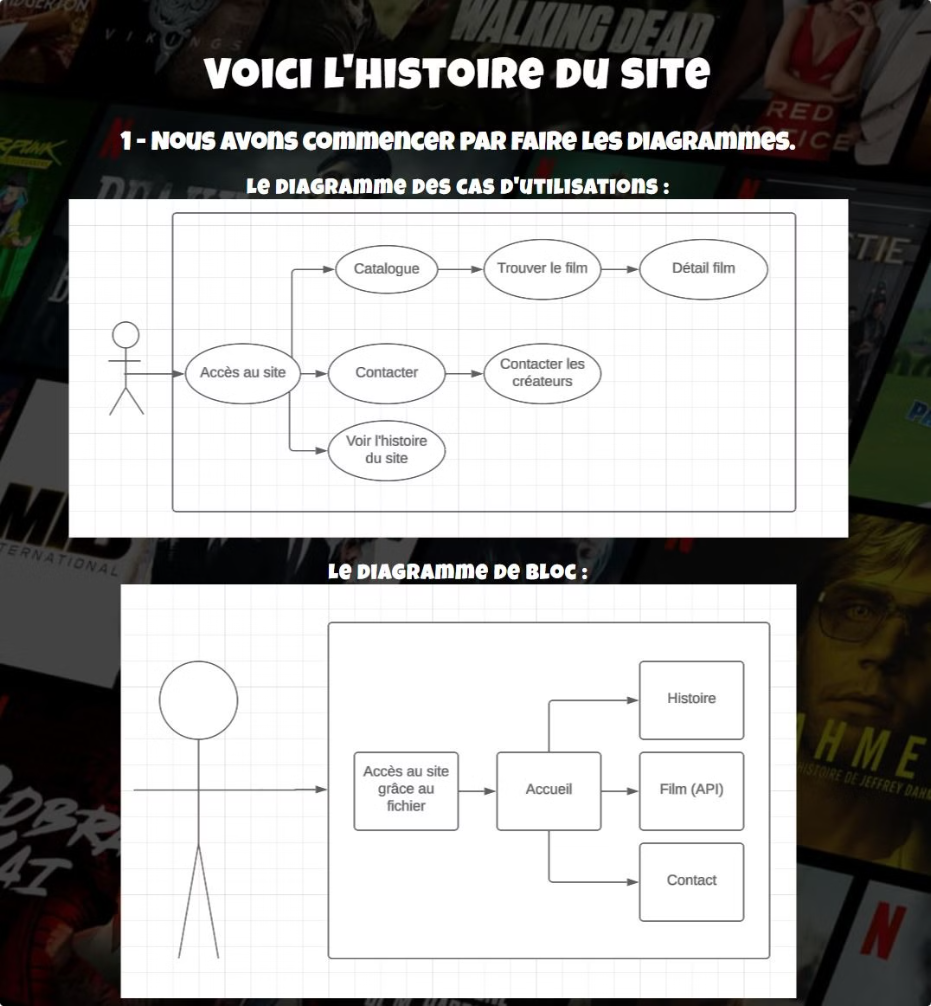 VIKINGS
WALKING DEAD
RED
VOICI L'HISTOIRE DU SITE
1 - NOUS AVONS COMMENCER PAR FAIRE LES DIAGRAMMES.
LE DIAGRAMME DES CAS D'UTILISATIONS :
Catalogue
Trouver le film
Détail film
Accès au site
Contacter
Contacter les
créateurs
Voir l'histoire
du site
LE DIAGRAMME DE BLOC :
Histoire
Accès au site
grâce au
fichier
Accueil
Film (API)
Contact
N